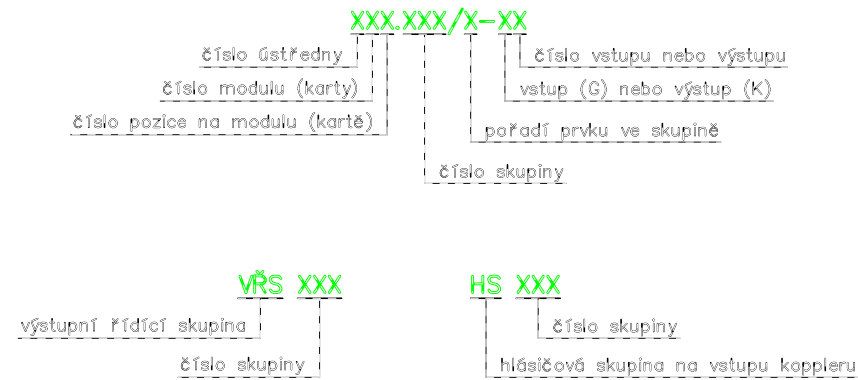 XXX.XXX/X-XX
číslo ústředny
číslo vstupu nebo výstupu
číslo modulu (karty)
vstup (G) nebo výstup (K)
číslo pozice na modulu (kartě)
pořadí prvku ve skupině
číslo skupiny
VŘS XXX
HS XXX
výstupní řídící skupina
číslo skupiny
číslo skupiny
hlásičová skupina na vstupu koppleru